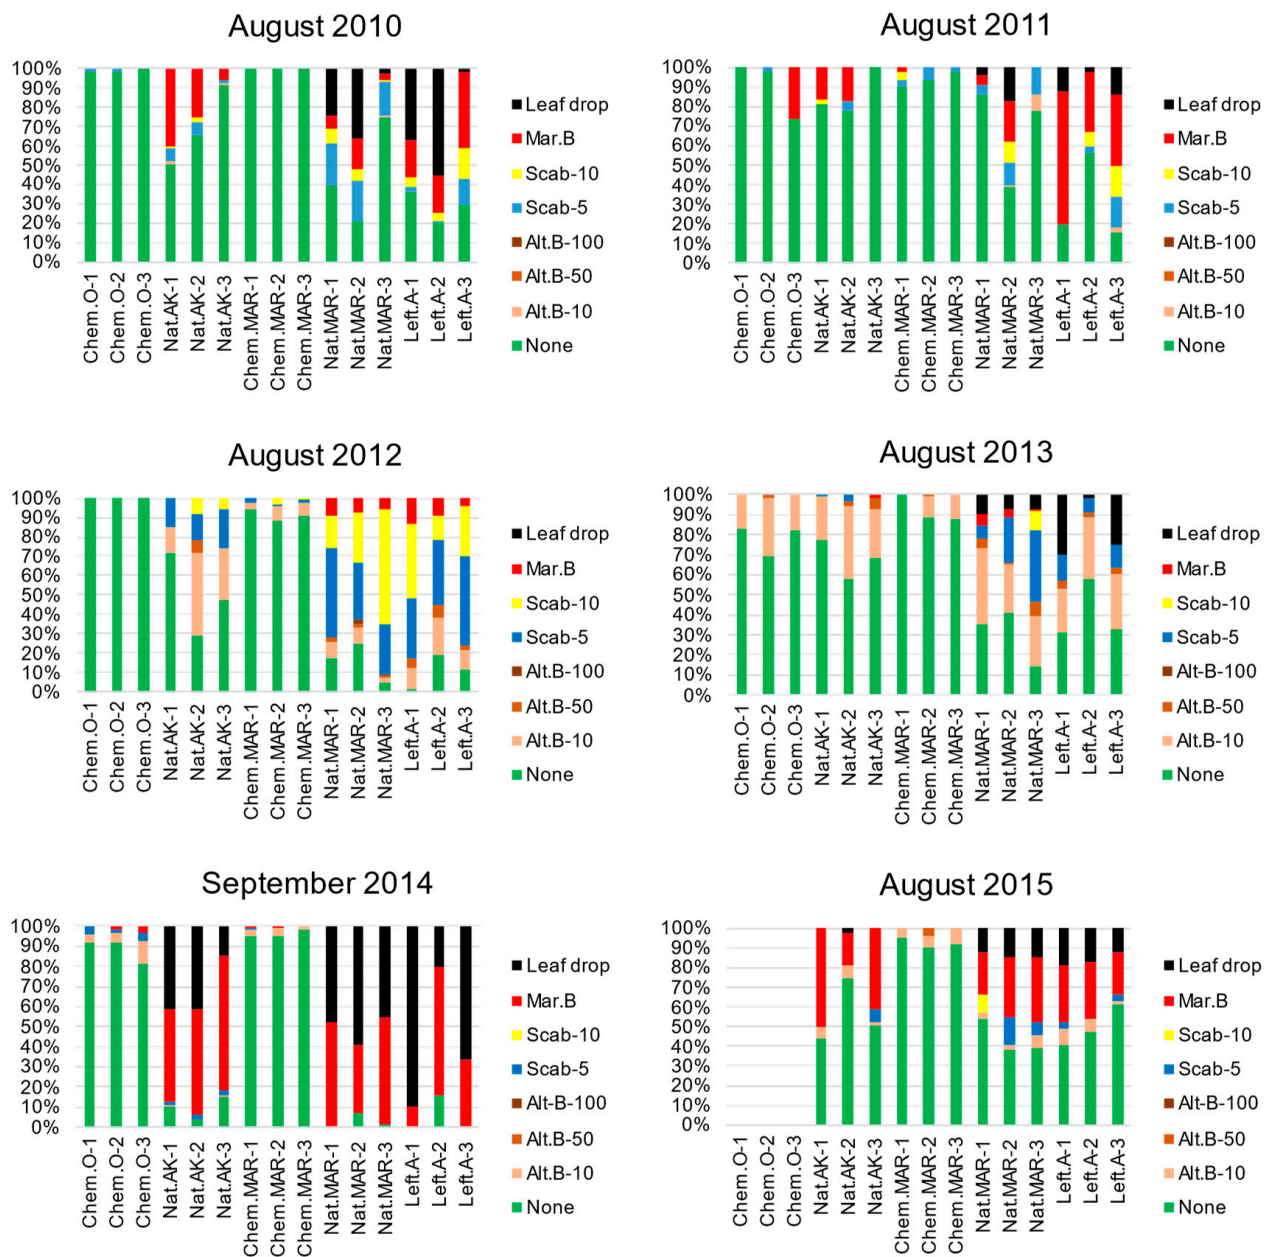 August 2010
100%
90%
80%
70%
60%
50%
40%
30%
20%
10%
0%
Chem.O-1
Chem.O-2
Chem.O-3
Nat.AK-1
Nat.AK-2
Nat.AK-3
Chem.MAR-1
Chem.MAR-2
Chem.MAR-3
Nat.MAR-1
Nat.MAR-2
Nat.MAR-3
Left.A-1
Left.A-2
Left.A-3
Leaf drop
Mar.B
Scab-10
Scab-5
Alt.B-100
Alt.B-50
Alt.B-10
None
August 2011
100%
90%
80%
70%
60%
50%
40%
30%
20%
10%
0%
Chem.O-1
Chem.O-2
Chem.O-3
Nat.AK-1
Nat.AK-2
Nat.AK-3
Chem.MAR-1
Chem.MAR-2
Chem.MAR-3
Nat.MAR-1
Nat.MAR-2
Nat.MAR-3
Left.A-1
Left.A-2
Left.A-3
Leaf drop
Mar.B
Scab-10
Scab-5
Alt.B-100
Alt.B-50
Alt.B-10
None
August 2012
100%
90%
80%
70%
60%
50%
40%
30%
20%
10%
0%
Chem.O-1
Chem.O-2
Chem.O-3
Nat.AK-1
Nat.AK-2
Nat.AK-3
Chem.MAR-1
Chem.MAR-2
Chem.MAR-3
Nat.MAR-1
Nat.MAR-2
Nat.MAR-3
Left.A-1
Left.A-2
Left.A-3
Leaf drop
Mar.B
Scab-10
Scab-5
Alt.B-100
Alt.B-50
Alt.B-10
None
August 2013
100%
90%
80%
70%
60%
50%
40%
30%
20%
10%
0%
Chem.O-1
Chem.O-2
Chem.O-3
Nat.AK-1
Nat.AK-2
Nat.AK-3
Chem.MAR-1
Chem.MAR-2
Chem.MAR-3
Nat.MAR-1
Nat.MAR-2
Nat.MAR-3
Left.A-1
Left.A-2
Left.A-3
Leaf drop
Mar.B
Scab-10
Scab-5
Alt-B-100
Alt.B-50
Alt.B-10
None
September 2014
100%
90%
80%
70%
60%
50%
40%
30%
20%
10%
0%
Chem.O-1
Chem.O-2
Chem.O-3
Nat.AK-1
Nat.AK-2
Nat.AK-3
Chem.MAR-1
Chem.MAR-2
Chem.MAR-3
Nat.MAR-1
Nat.MAR-2
Nat.MAR-3
Left.A-1
Left.A-2
Left.A-3
Leaf drop
Mar.B
Scab-10
Scab-5
Alt-B-100
Alt.B-50
Alt.B-10
None
August 2015
100%
90%
80%
70%
60%
50%
40%
30%
20%
10%
0%
Chem.O-1
Chem.O-2
Chem.O-3
Nat.AK-1
Nat.AK-2
Nat.AK-3
Chem.MAR-1
Chem.MAR-2
Chem.MAR-3
Nat.MAR-1
Nat.MAR-2
Nat.MAR-3
Left.A-1
Left.A-2
Left.A-3
Leaf drop
Mar.B
Scab-10
Scab-5
Alt-B-100
Alt.B-50
Alt.B-10
None